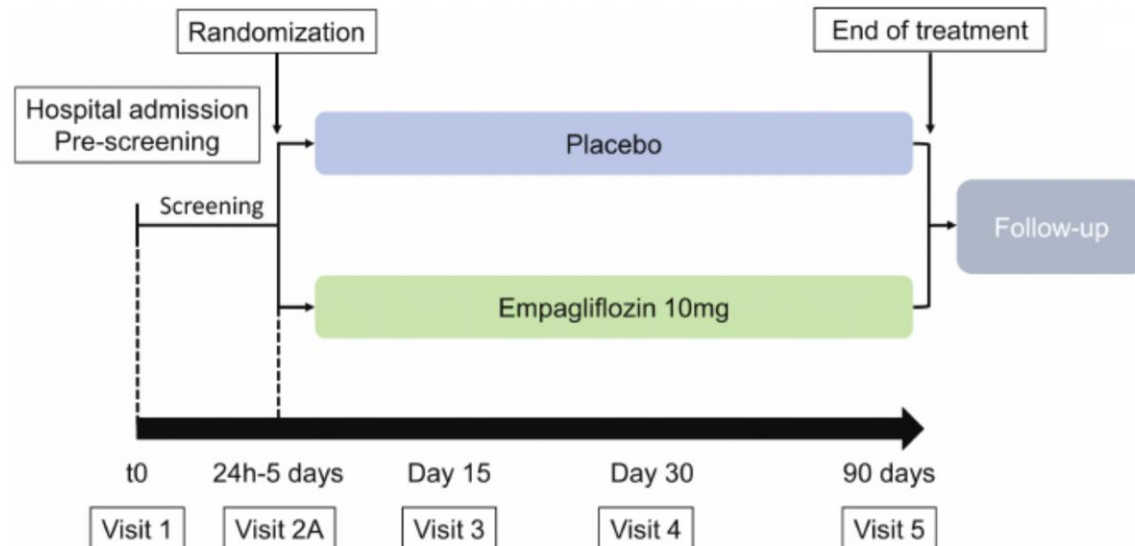 Randomization
End of treatment
Hospital admission
Pre-screening
Placebo
Screening
Follow-up
Empagliflozin 10mg
t0
24h-5 days
Day 15
Day 30
90 days
Visit 1
Visit 2A
Visit 3
Visit 4
Visit 5